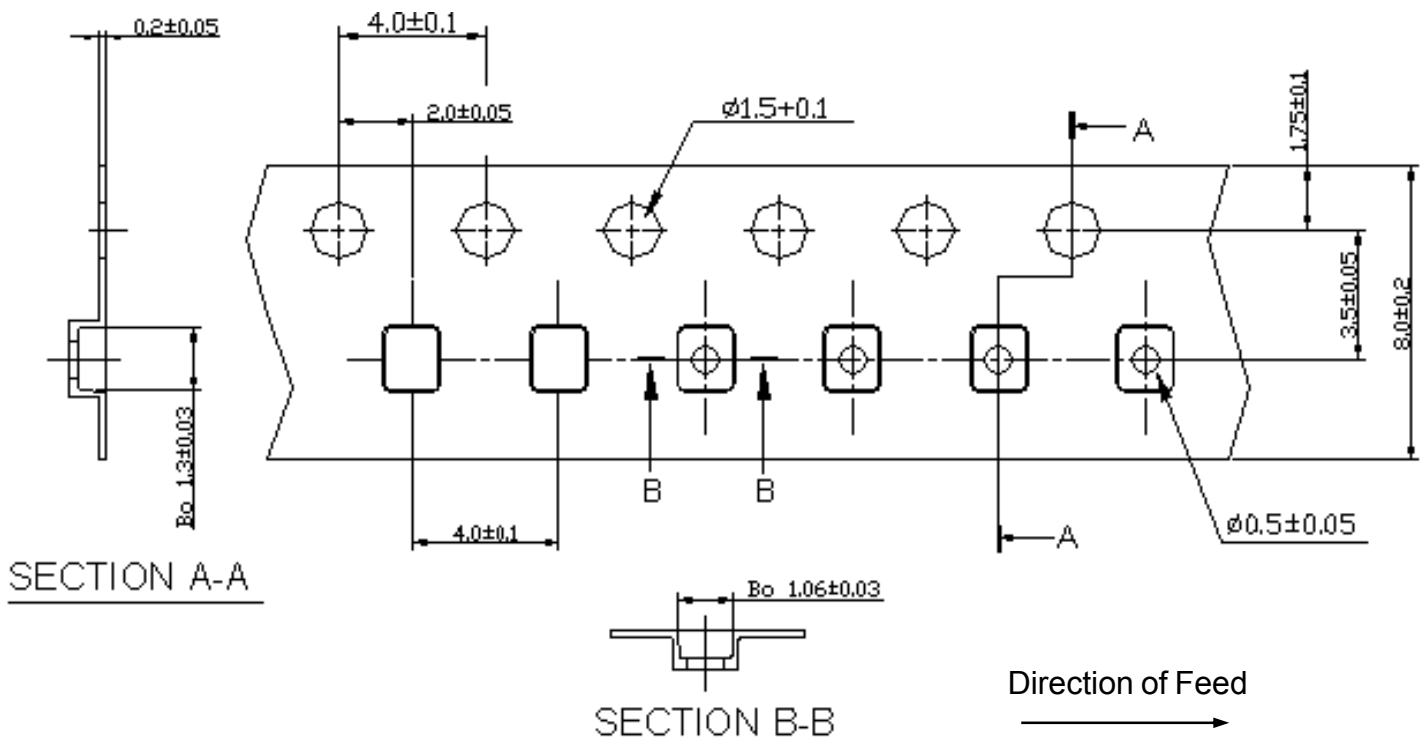 0.2±0.05
4.0±0.1
2.0±0.05
ø1.5+0.1
A
1.75±0.1
3.5±0.05
8.0±0.2
Bo 1.3±0.03
B
B
4.0±0.1
A
ø0.5±0.05
SECTION A-A
Bo 1.06±0.03
SECTION B-B
Direction of Feed